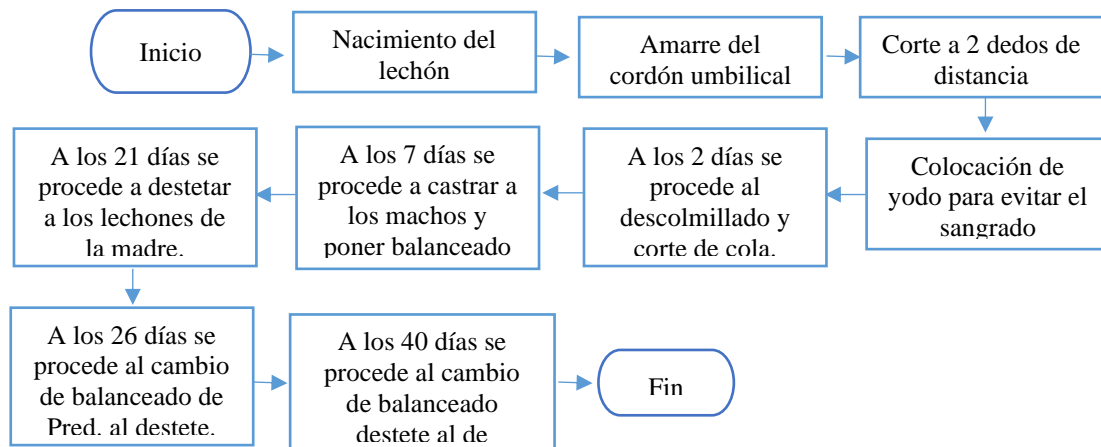 Inicio
Nacimiento del
lechón
Amarre del
cordón umbilical
Corte a 2 dedos de
distancia
Colocación de
yodo para evitar el
sangrado
A los 2 días se
procede al
descolmillado y
corte de cola.
A los 7 días se
procede a castrar a
los machos y
poner balanceado
A los 21 días se
procede a destetar
a los lechones de
la madre.
A los 26 días se
procede al cambio
de balanceado de
Pred. al destete.
A los 40 días se
procede al cambio
de balanceado
destete al de
Fin